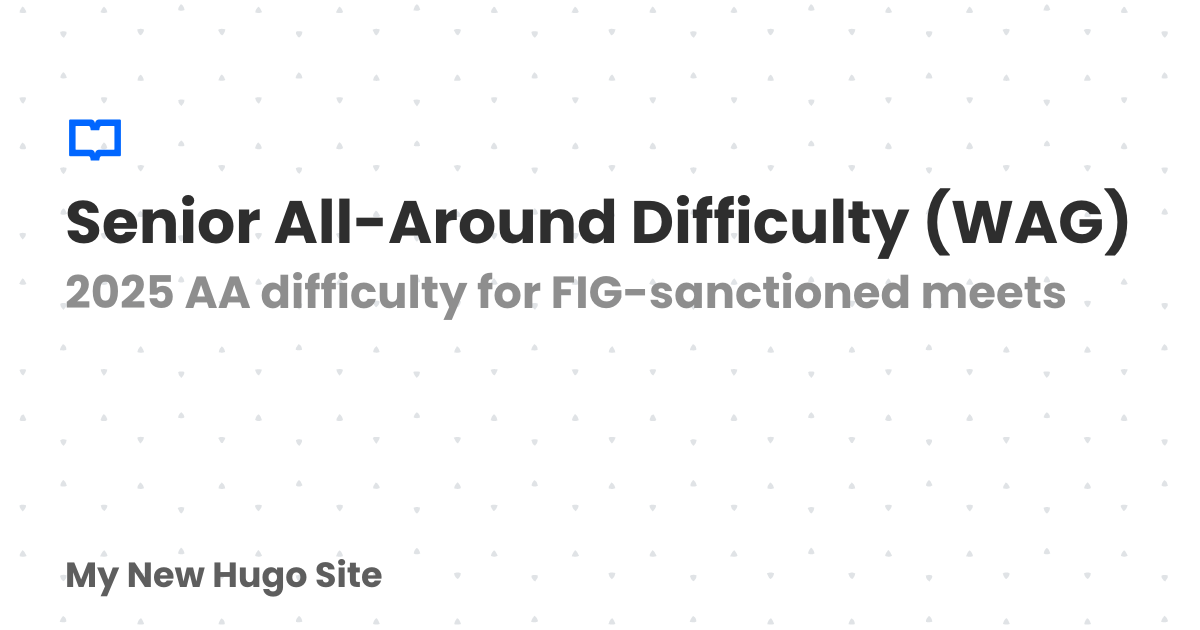 Senior All-Around Difficulty (WAG)
2025 AA difficulty for FIG-sanctioned meets
My New Hugo Site